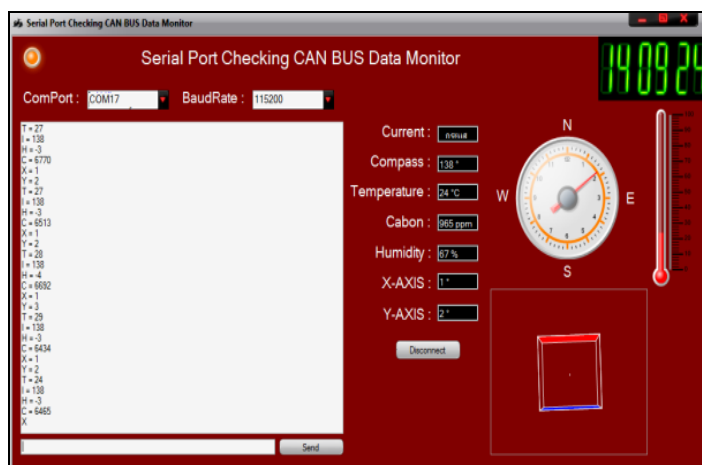 Serial Port Checking CAN BUS Data Monitor
Serial Port Checking CAN BUS Data Monitor
140924
ComPort : COM17 BaudRate : 115200
T = 27
I = 138
H = -3
C = 6770
X = 1
Y = 2
T = 27
I = 138
H = -3
C = 6513
X = 1
Y = 2
T = 28
I = 138
H = -4
C = 6692
X = 1
Y = 3
T = 29
I = 138
H = -3
C = 6434
X = 1
Y = 2
T = 24
I = 138
H = -3
C = 6465
X
Send
Current :
Compass : 138 °
Temperature : 24 °C
Cabon : 965 ppm
Humidity : 67 %
X-AXIS : 1 °
Y-AXIS : 2 °
Disconnect
N
W
E
S